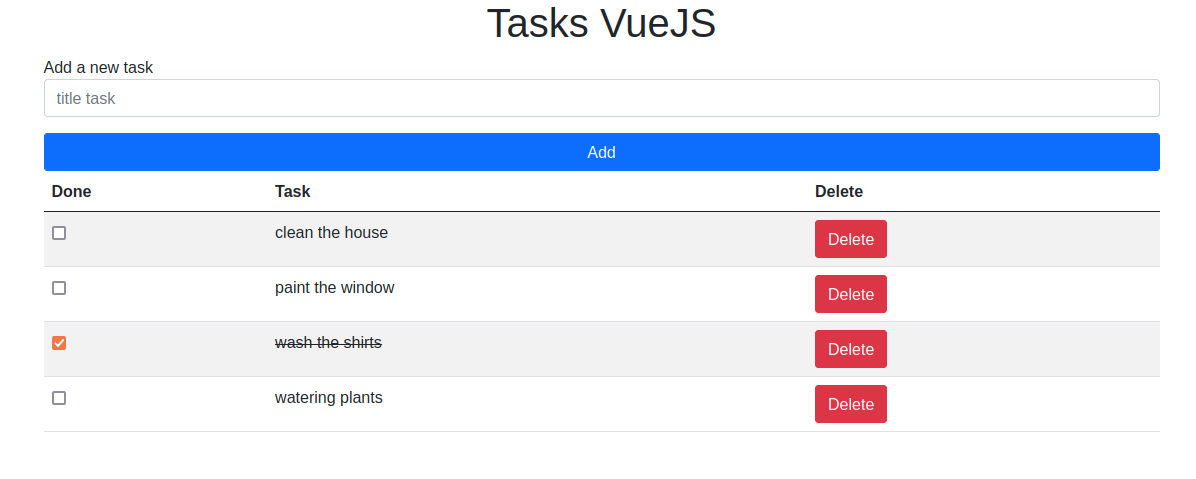 Tasks VueJS
Add a new task
title task
Add
Done Task Delete
clean the house Delete
paint the window Delete
wash the shirts Delete
watering plants Delete